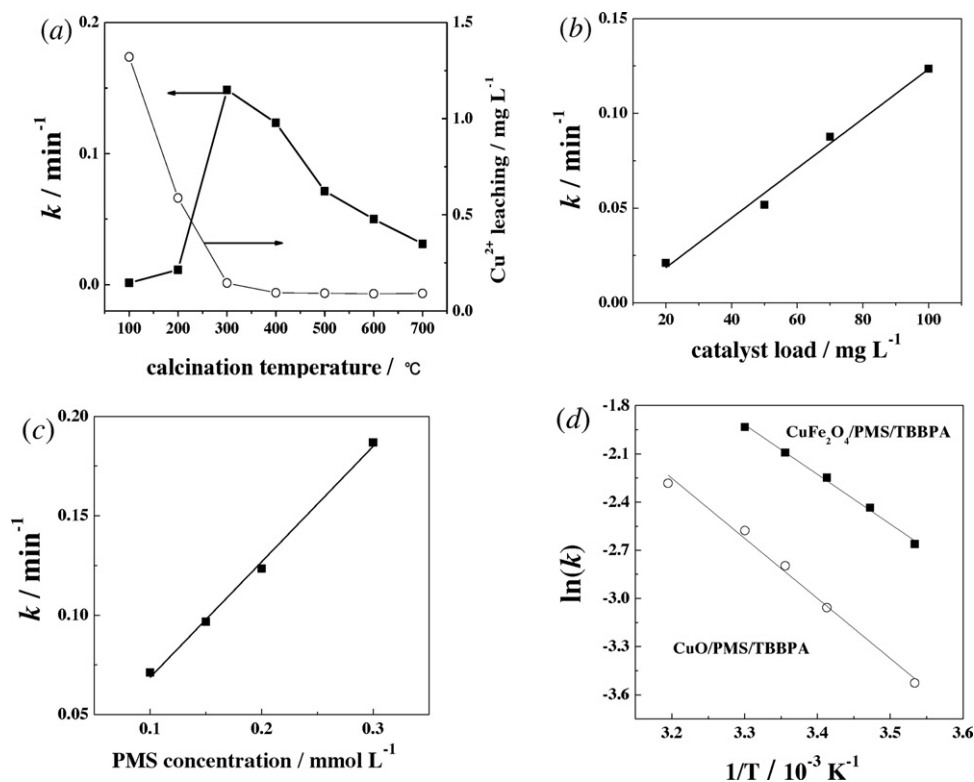 (a)
0.2
0.1
0.0
k / min⁻¹
1.5
1.0
0.5
0.0
Cu²⁺ leaching / mg L⁻¹
100 200 300 400 500 600 700
calcination temperature / ℃
(b)
0.15
0.10
0.05
0.00
k / min⁻¹
20 40 60 80 100
catalyst load / mg L⁻¹
(c)
0.20
0.15
0.10
0.05
k / min⁻¹
0.1 0.2 0.3
PMS concentration / mmol L⁻¹
(d)
-1.8
-2.1
-2.4
-2.7
-3.0
-3.3
-3.6
ln(k)
CuFe₂O₄/PMS/TBBPA
CuO/PMS/TBBPA
3.2 3.3 3.4 3.5 3.6
1/T / 10⁻³ K⁻¹